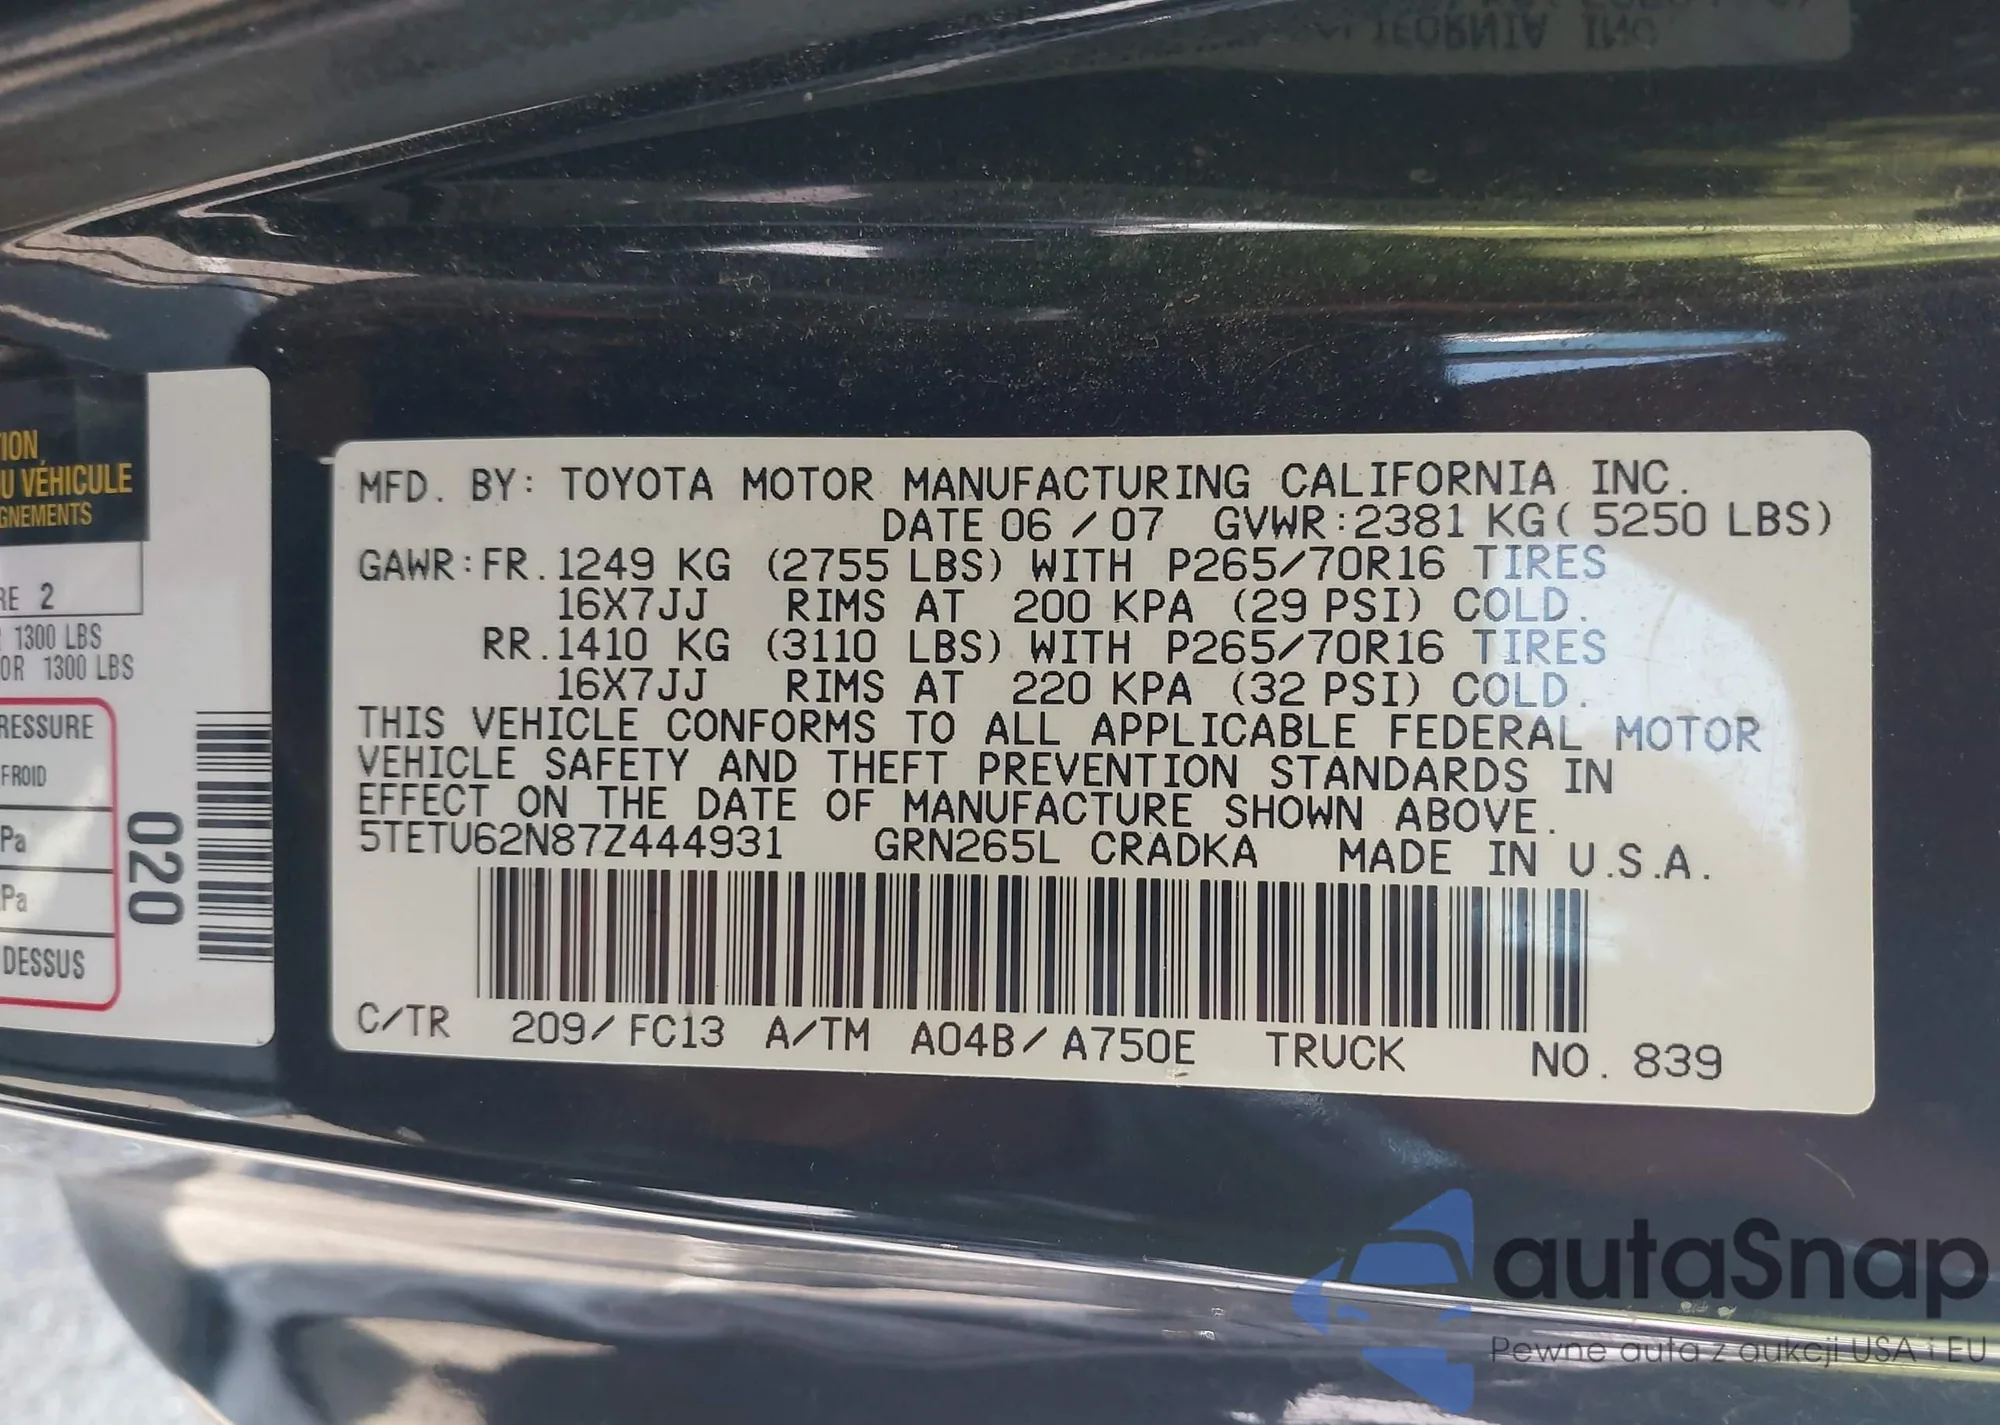 CALIFORNIA INC
TION
U VÉHICULE
GNEMENTS
RE 2
1300 LBS
OR 1300 LBS
RESSURE
FROID
Pa
Pa
DESSUS
020
MFD. BY: TOYOTA MOTOR MANUFACTURING CALIFORNIA INC.
DATE 06 / 07 GVWR:2381 KG( 5250 LBS)
GAWR:FR.1249 KG (2755 LBS) WITH P265/70R16 TIRES
16X7JJ RIMS AT 200 KPA (29 PSI) COLD.
RR.1410 KG (3110 LBS) WITH P265/70R16 TIRES
16X7JJ RIMS AT 220 KPA (32 PSI) COLD.
THIS VEHICLE CONFORMS TO ALL APPLICABLE FEDERAL MOTOR
VEHICLE SAFETY AND THEFT PREVENTION STANDARDS IN
EFFECT ON THE DATE OF MANUFACTURE SHOWN ABOVE.
5TETU62N87Z444931 GRN265L CRADKA MADE IN U.S.A.
C/TR 209/FC13 A/TM A04B/A750E TRUCK NO. 839
autaSnap
Pewne auta z aukcji USA i EU